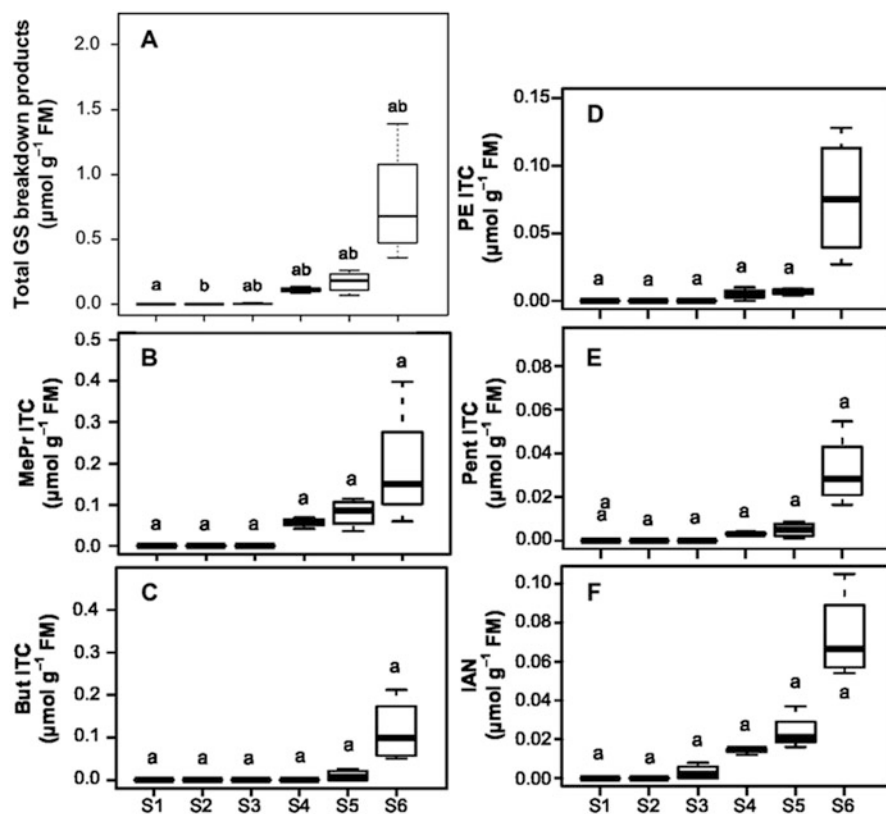 A
Total GS breakdown products
(µmol g⁻¹ FM)
2.0
1.5
1.0
0.5
0.0
a b ab ab ab ab
B
MePr ITC
(µmol g⁻¹ FM)
0.5
0.4
0.3
0.2
0.1
0.0
a a a a a a
C
But ITC
(µmol g⁻¹ FM)
0.4
0.3
0.2
0.1
0.0
a a a a a a
S1 S2 S3 S4 S5 S6
D
PE ITC
(µmol g⁻¹ FM)
0.15
0.10
0.05
0.00
a a a a a
E
Pent ITC
(µmol g⁻¹ FM)
0.08
0.06
0.04
0.02
0.00
a
a a a a a a
F
IAN
(µmol g⁻¹ FM)
0.10
0.08
0.06
0.04
0.02
0.00
a a a a a a
S1 S2 S3 S4 S5 S6